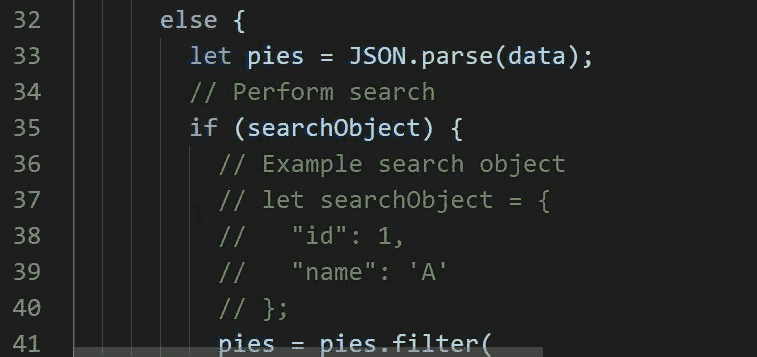 32 else {
33 let pies = JSON.parse(data);
34 // Perform search
35 if (searchObject) {
36 // Example search object
37 // let searchObject = {
38 //   "id": 1,
39 //   "name": 'A'
40 // };
41 pies = pies.filter(